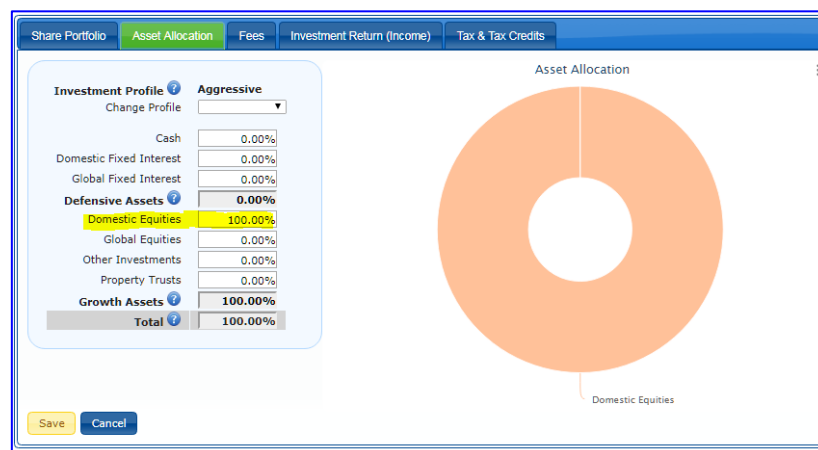 Share Portfolio Asset Allocation Fees Investment Return (Income) Tax & Tax Credits
Asset Allocation
Investment Profile ? Aggressive
Change Profile
Cash 0.00%
Domestic Fixed Interest 0.00%
Global Fixed Interest 0.00%
Defensive Assets ? 0.00%
Domestic Equities 100.00%
Global Equities 0.00%
Other Investments 0.00%
Property Trusts 0.00%
Growth Assets ? 100.00%
Total ? 100.00%
Domestic Equities
Save Cancel